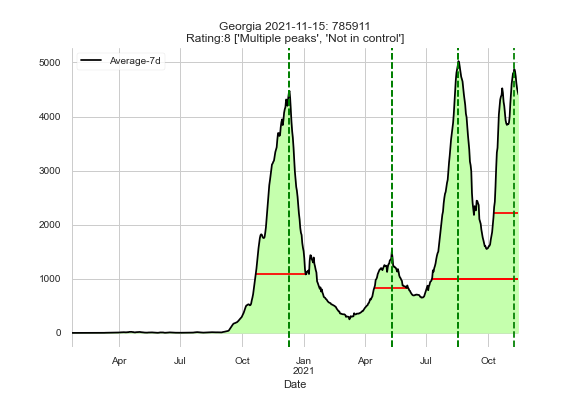 Georgia 2021-11-15: 785911
Rating:8 ['Multiple peaks', 'Not in control']
Average-7d
5000
4000
3000
2000
1000
0
Apr Jul Oct Jan Apr Jul Oct
2021
Date